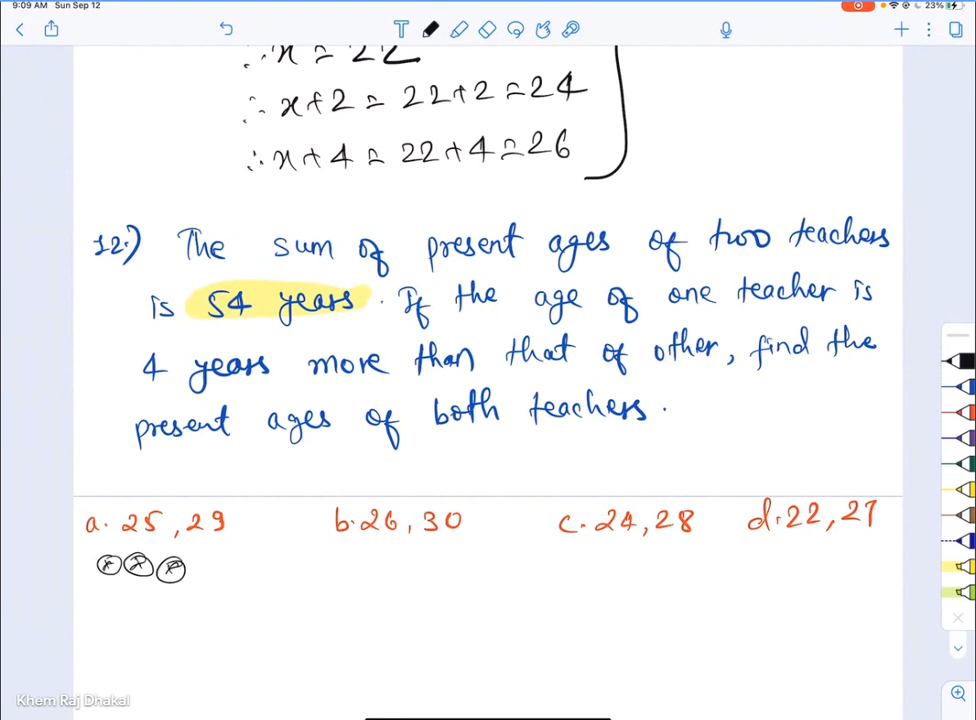 9:09 AM Sun Sep 12
23%
∴ x = 22
∴ x + 2 = 22 + 2 = 24
∴ x + 4 = 22 + 4 = 26
12.) The sum of present ages of two teachers
is 54 years. If the age of one teacher is
4 years more than that of other, find the
present ages of both teachers.
a. 25, 29 b. 26, 30 c. 24, 28 d. 22, 27
Khem Raj Dhakal